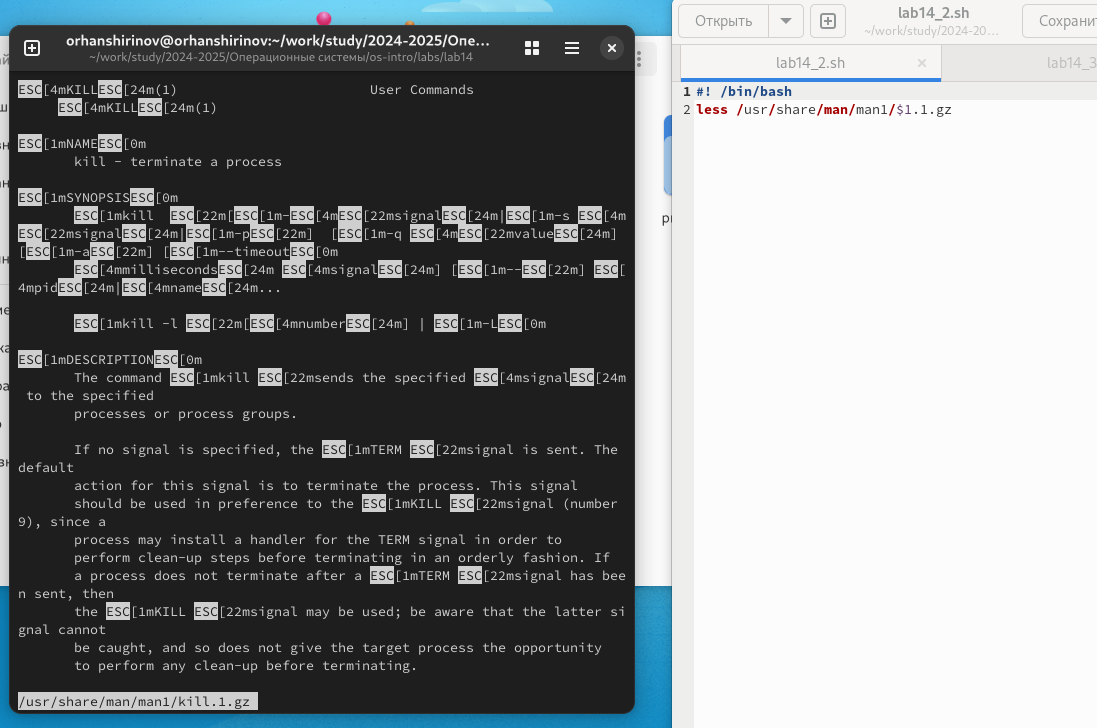 orhanshirinov@orhanshirinov:~/work/study/2024-2025/Опе...
~/work/study/2024-2025/Операционные системы/os-intro/labs/lab14
ESC[4mKILLESC[24m(1) User Commands
ESC[4mKILLESC[24m(1)
ESC[1mNAMEESC[0m
kill - terminate a process
ESC[1mSYNOPSISESC[0m
ESC[1mkill ESC[22m[ESC[1m-ESC[4mESC[22msignalESC[24m|ESC[1m-s ESC[4m
ESC[22msignalESC[24m|ESC[1m-pESC[22m] [ESC[1m-q ESC[4mESC[22mvalueESC[24m]
[ESC[1m-aESC[22m] [ESC[1m--timeoutESC[0m
ESC[4mmillisecondsESC[24m ESC[4msignalESC[24m] [ESC[1m--ESC[22m] ESC[
4mpidESC[24m|ESC[4mnameESC[24m...
ESC[1mkill -l ESC[22m[ESC[4mnumberESC[24m] | ESC[1m-LESC[0m
ESC[1mDESCRIPTIONESC[0m
The command ESC[1mkill ESC[22msends the specified ESC[4msignalESC[24m
to the specified
processes or process groups.
If no signal is specified, the ESC[1mTERM ESC[22msignal is sent. The
default
action for this signal is to terminate the process. This signal
should be used in preference to the ESC[1mKILL ESC[22msignal (number
9), since a
process may install a handler for the TERM signal in order to
perform clean-up steps before terminating in an orderly fashion. If
a process does not terminate after a ESC[1mTERM ESC[22msignal has bee
n sent, then
the ESC[1mKILL ESC[22msignal may be used; be aware that the latter si
gnal cannot
be caught, and so does not give the target process the opportunity
to perform any clean-up before terminating.
/usr/share/man/man1/kill.1.gz
Открыть
lab14_2.sh
~/work/study/2024-2025/20-...
Сохрани
lab14_2.sh ×
lab14_3
1 #! /bin/bash
2 less /usr/share/man/man1/$1.1.gz